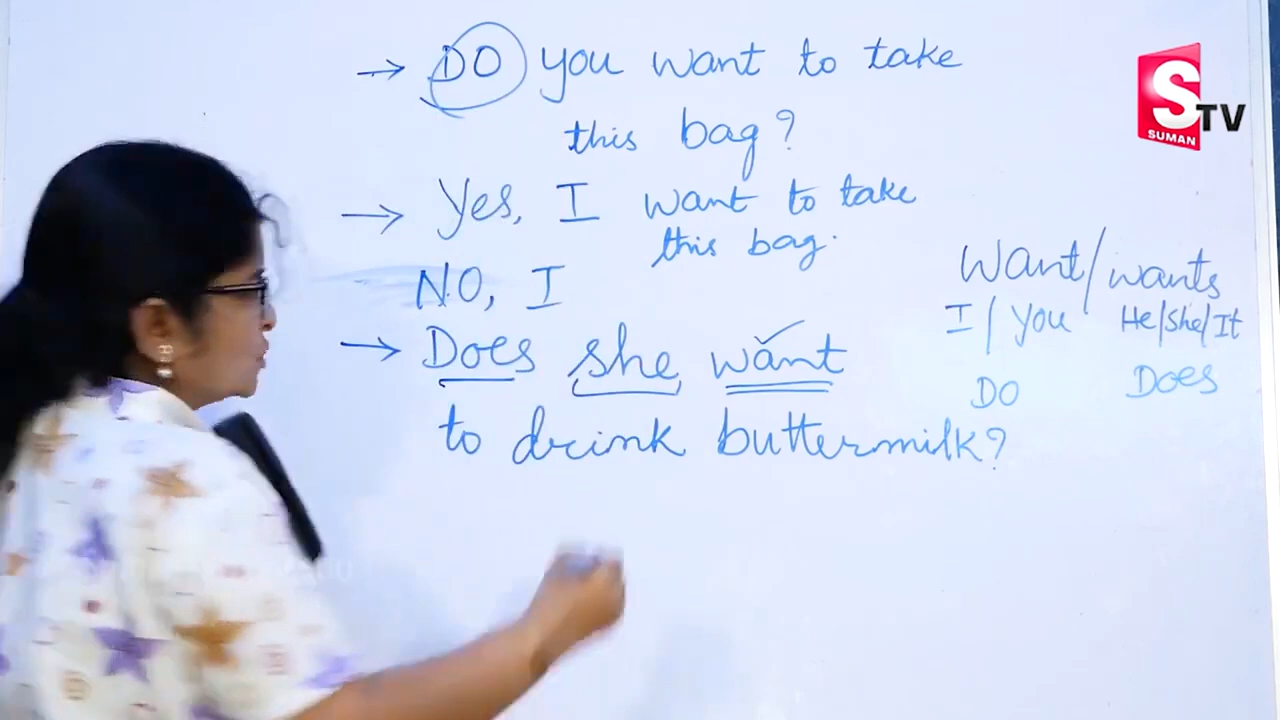 → DO you want to take
this bag?
→ Yes, I want to take
this bag.
NO, I
→ Does she want
to drink buttermilk?
Want/wants
I/You He/She/It
DO DOES
S TV
SUMAN